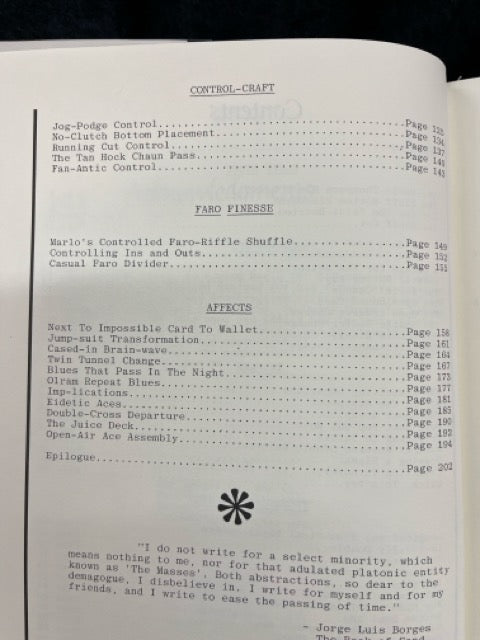 CONTROL-CRAFT
Jog-Podge Control........................................Page 125
No-Clutch Bottom Placement...............................Page 134
Running Cut Control......................................Page 137
The Tan Hock Chaun Pass..................................Page 140
Fan-Antic Control........................................Page 143
FARO FINESSE
Marlo's Controlled Faro-Riffle Shuffle...................Page 149
Controlling Ins and Outs.................................Page 152
Casual Faro Divider......................................Page 155
AFFECTS
Next To Impossible Card To Wallet........................Page 158
Jump-suit Transformation.................................Page 161
Cased-in Brain-wave......................................Page 164
Twin Tunnel Change.......................................Page 167
Blues That Pass In The Night.............................Page 173
Olram Repeat Blues.......................................Page 177
Imp-lications............................................Page 181
Eidetic Aces.............................................Page 185
Double-Cross Departure...................................Page 190
The Juice Deck...........................................Page 192
Open-Air Ace Assembly....................................Page 194
Epilogue.................................................Page 202
"I do not write for a select minority, which
means nothing to me, nor for that adulated platonic entity
known as 'The Masses'. Both abstractions, so dear to the
demagogue, I disbelieve in. I write for myself and for my
friends, and I write to ease the passing of time."
- Jorge Luis Borges
The Book of Sand